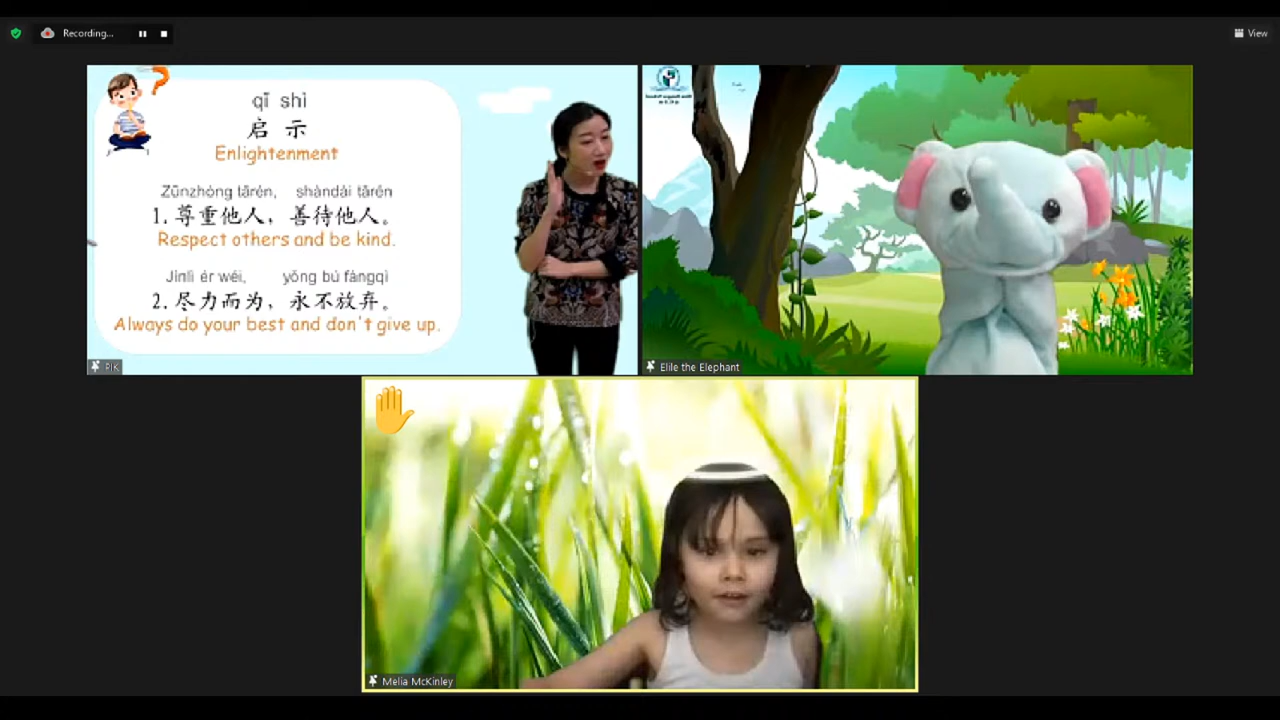 Recording...
View
qǐ shì
启 示
Enlightenment
Zūnzhòng tārén, shàndài tārén
1. 尊重他人，善待他人。
Respect others and be kind.
Jìnlì ér wéi, yǒng bú fàngqì
2. 尽力而为，永不放弃。
Always do your best and don't give up.
PIK
Elile the Elephant
Melia McKinley